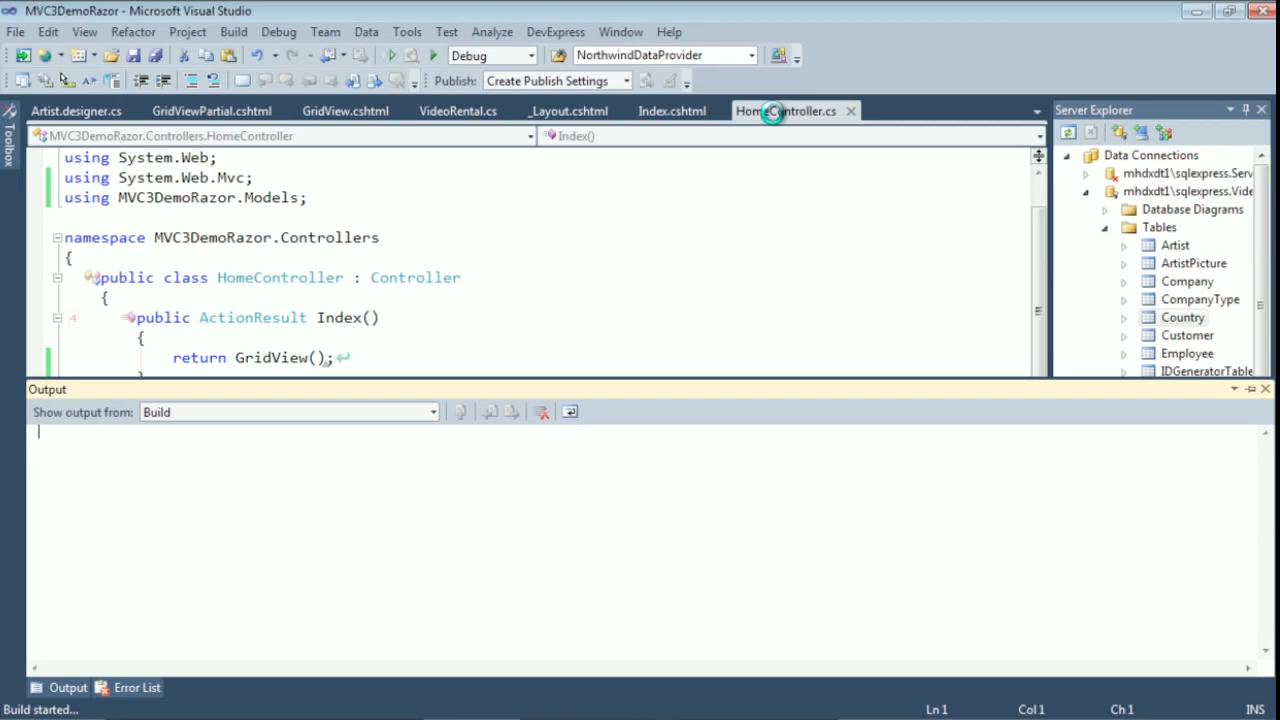 MVC3DemoRazor - Microsoft Visual Studio
File Edit View Refactor Project Build Debug Team Data Tools Test Analyze DevExpress Window Help
Debug NorthwindDataProvider
Publish: Create Publish Settings
Artist.designer.cs GridViewPartial.cshtml GridView.cshtml VideoRental.cs _Layout.cshtml Index.cshtml HomeController.cs
MVC3DemoRazor.Controllers.HomeController Index()
using System.Web;
using System.Web.Mvc;
using MVC3DemoRazor.Models;
namespace MVC3DemoRazor.Controllers
{
public class HomeController : Controller
{
4 public ActionResult Index()
{
return GridView();
Toolbox
Server Explorer
Data Connections
mhdxdt1\sqlexpress.Serv
mhdxdt1\sqlexpress.Vide
Database Diagrams
Tables
Artist
ArtistPicture
Company
CompanyType
Country
Customer
Employee
IDGeneratorTable
Output
Show output from: Build
Output Error List
Build started... Ln 1 Col 1 Ch 1 INS